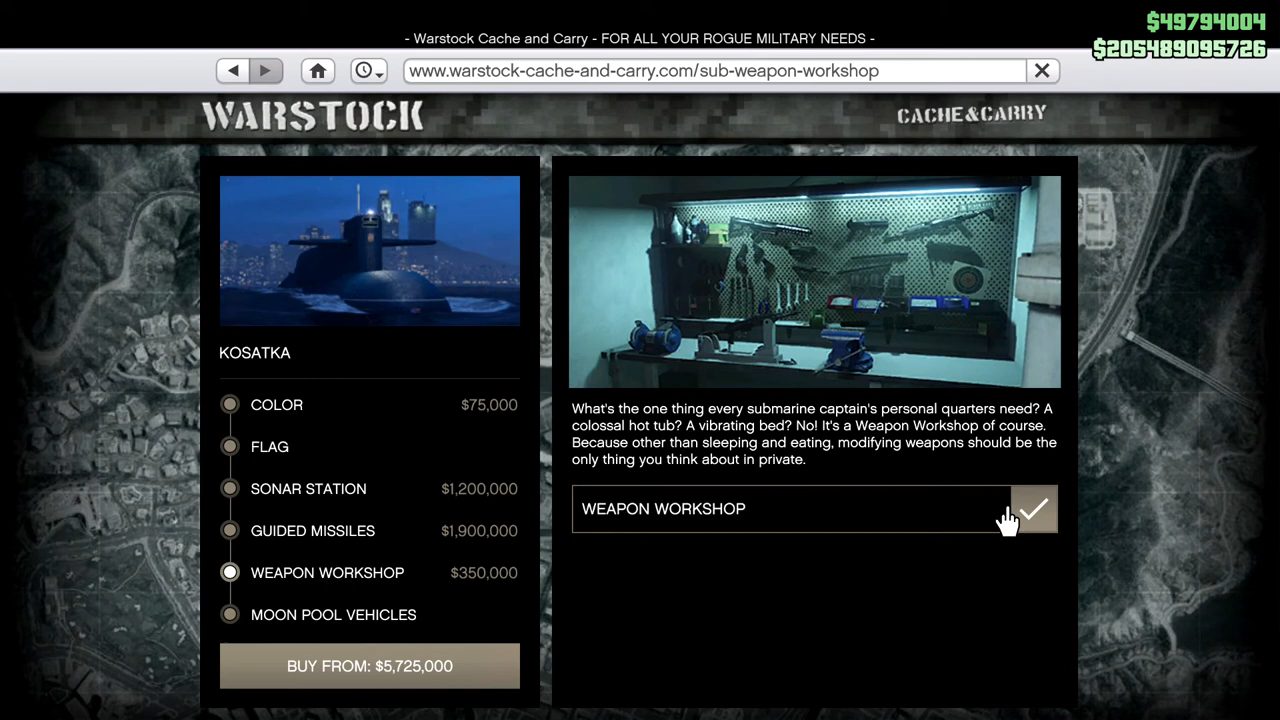 $49794004
- Warstock Cache and Carry - FOR ALL YOUR ROGUE MILITARY NEEDS -
$205489095726
www.warstock-cache-and-carry.com/sub-weapon-workshop
WARSTOCK
CACHE&CARRY
KOSATKA
COLOR $75,000
FLAG
SONAR STATION $1,200,000
GUIDED MISSILES $1,900,000
WEAPON WORKSHOP $350,000
MOON POOL VEHICLES
BUY FROM: $5,725,000
What's the one thing every submarine captain's personal quarters need? A
colossal hot tub? A vibrating bed? No! It's a Weapon Workshop of course.
Because other than sleeping and eating, modifying weapons should be the
only thing you think about in private.
WEAPON WORKSHOP